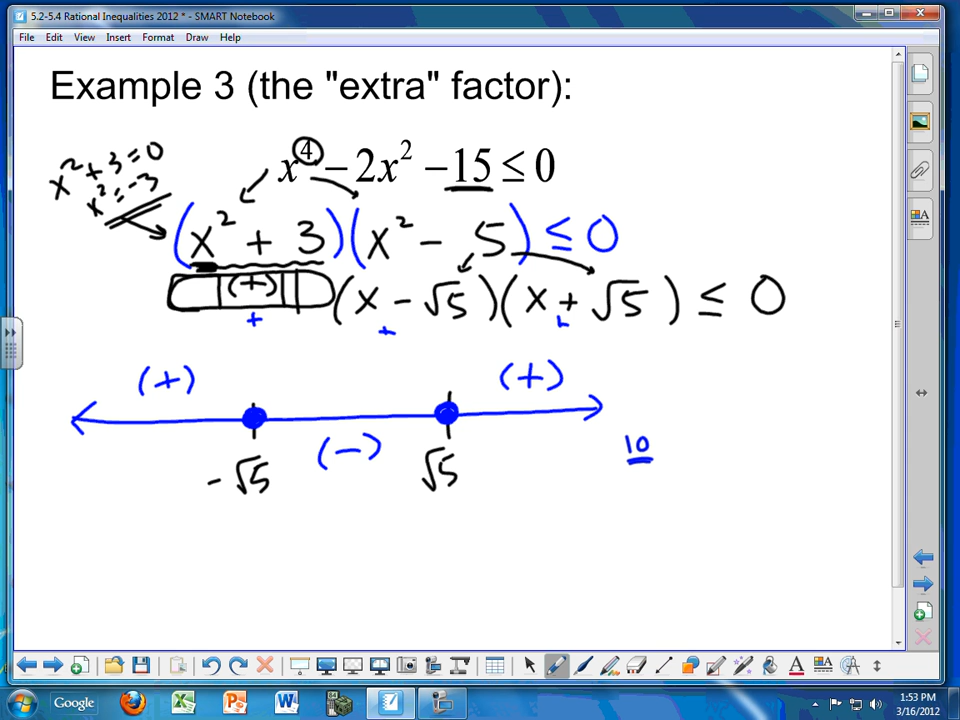 5.2-5.4 Rational Inequalities 2012 * - SMART Notebook
File Edit View Insert Format Draw Help
Example 3 (the "extra" factor):
x⁴ − 2x² − 15 ≤ 0
x² + 3 = 0
x² = -3
(x² + 3)(x² − 5) ≤ 0
(+) (x − √5)(x + √5) ≤ 0
+ + +
(+) (+)
(−)
-√5 √5
10
Google
1:53 PM
3/16/2012